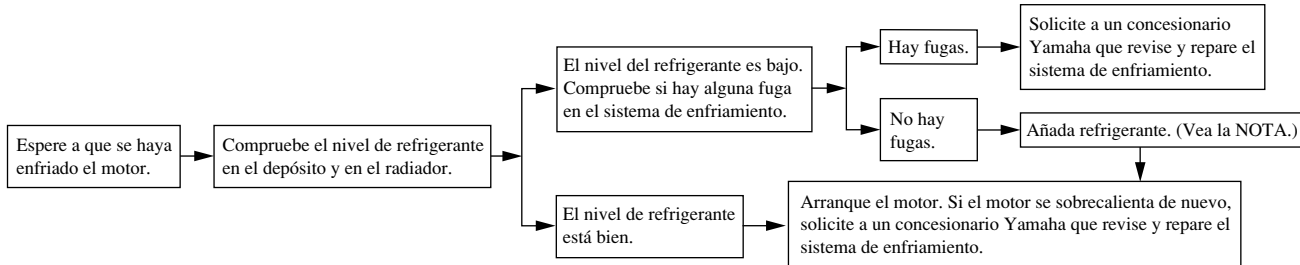 Espere a que se haya
enfriado el motor.
Compruebe el nivel de refrigerante
en el depósito y en el radiador.
El nivel del refrigerante es bajo.
Compruebe si hay alguna fuga
en el sistema de enfriamiento.
Hay fugas.
Solicite a un concesionario
Yamaha que revise y repare el
sistema de enfriamiento.
No hay
fugas.
Añada refrigerante. (Vea la NOTA.)
El nivel de refrigerante
está bien.
Arranque el motor. Si el motor se sobrecalienta de nuevo,
solicite a un concesionario Yamaha que revise y repare el
sistema de enfriamiento.